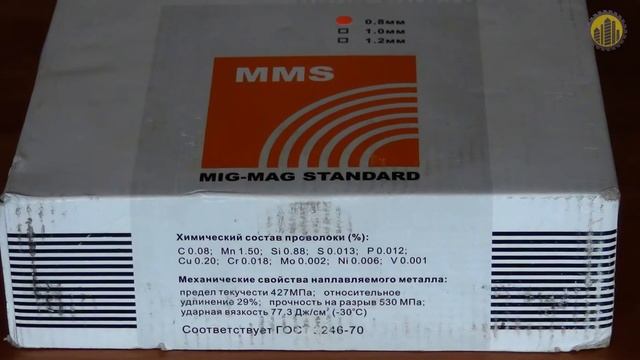 0.8мм
1.0мм
1.2мм
MMS
MIG-MAG STANDARD
Химический состав проволоки (%):
C 0.08; Mn 1.50; Si 0.88; S 0.013; P 0.012;
Cu 0.20; Cr 0.018; Mo 0.002; Ni 0.006; V 0.001
Механические свойства наплавляемого металла:
предел текучести 427МПа; относительное
удлинение 29%; прочность на разрыв 530 МПа;
ударная вязкость 77,3 Дж/см² (-30°C)
Соответствует ГОСТ 246-70